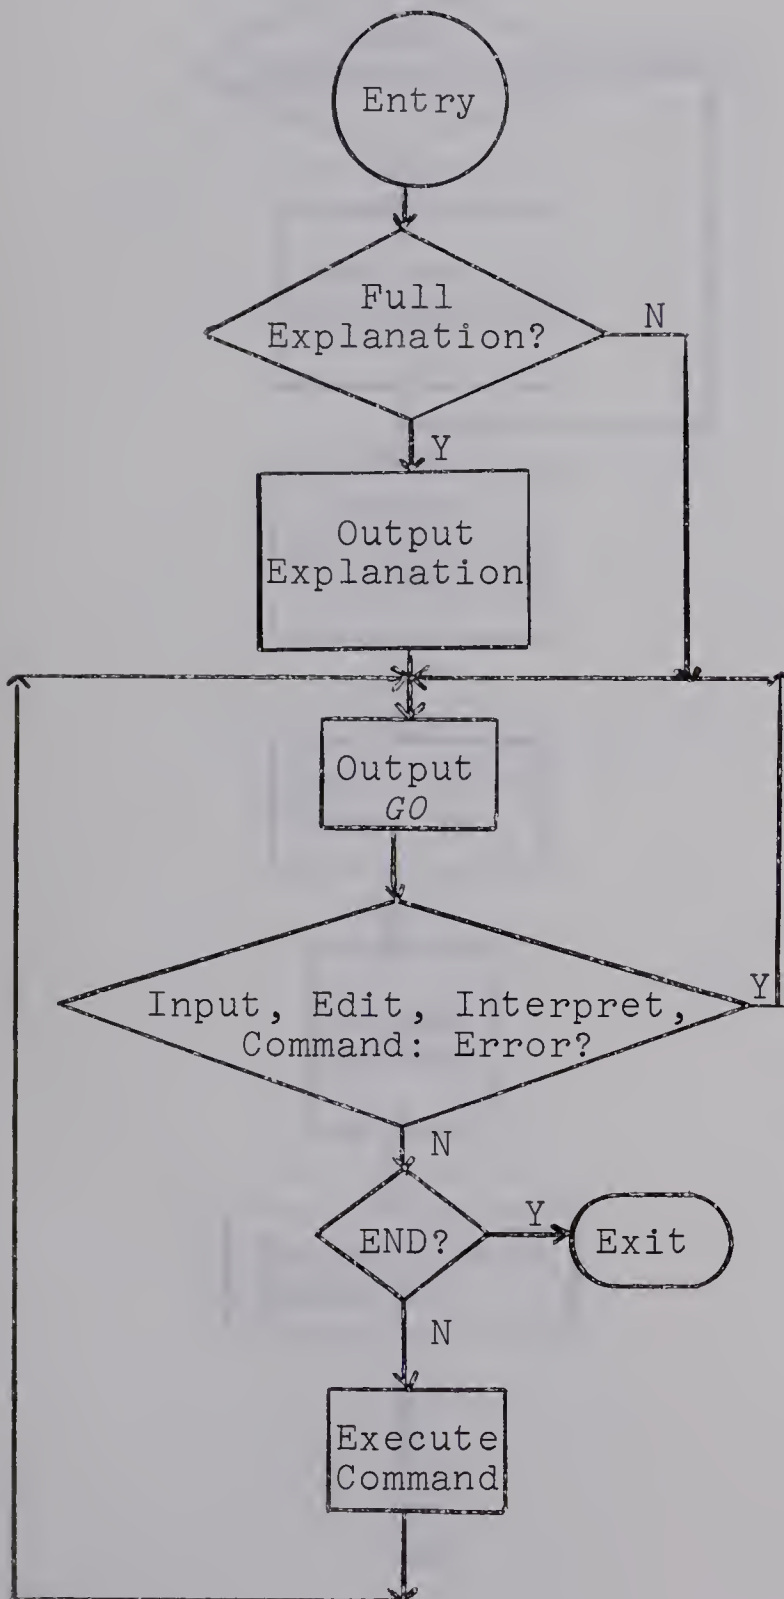 Entry
Full
Explanation?
N
Y
Output
Explanation
Output
GO
Input, Edit, Interpret,
Command: Error?
Y
N
END?
Y
Exit
N
Execute
Command